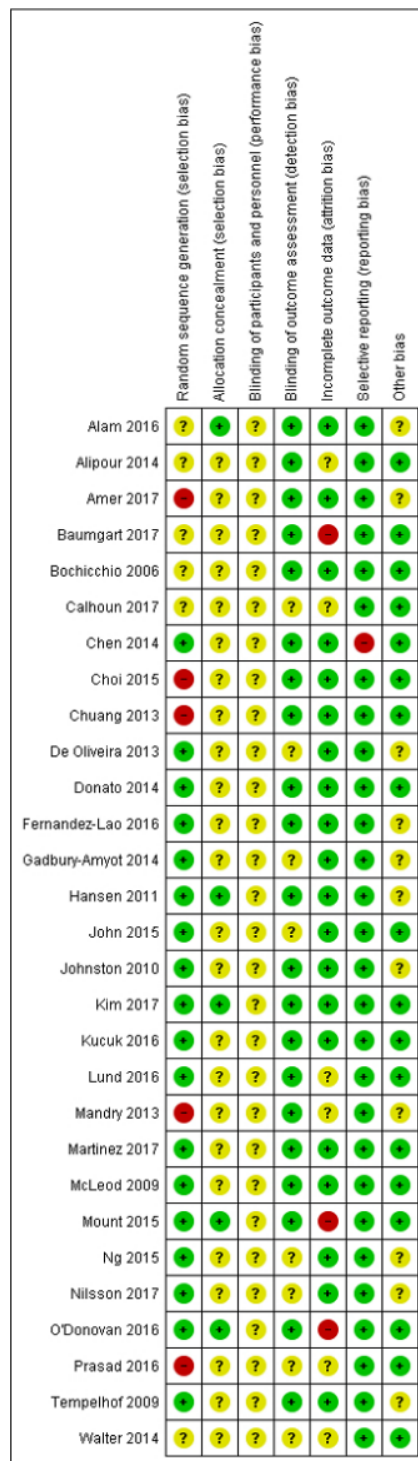 Random sequence generation (selection bias)
Allocation concealment (selection bias)
Blinding of participants and personnel (performance bias)
Blinding of outcome assessment (detection bias)
Incomplete outcome data (attrition bias)
Selective reporting (reporting bias)
Other bias
Alam 2016 ? + ? + + + ?
Alipour 2014 ? ? ? + ? + +
Amer 2017 - ? ? + + + ?
Baumgart 2017 ? ? ? + - + +
Bochicchio 2006 ? ? ? + + + +
Calhoun 2017 ? ? ? ? ? + +
Chen 2014 + ? ? + + - +
Choi 2015 - ? ? + + + +
Chuang 2013 - ? ? + + + +
De Oliveira 2013 + ? ? ? + + ?
Donato 2014 + ? ? + + + +
Fernandez-Lao 2016 + ? ? + + + ?
Gadbury-Amyot 2014 + ? ? ? + + ?
Hansen 2011 + + ? + + + ?
John 2015 + ? ? ? + + +
Johnston 2010 + ? ? + + + ?
Kim 2017 + + ? + + + +
Kucuk 2016 + ? ? + + + +
Lund 2016 + ? ? + ? + +
Mandry 2013 - ? ? + ? + ?
Martinez 2017 + ? ? + + + +
McLeod 2009 + ? ? + + + +
Mount 2015 + + ? + - + +
Ng 2015 + ? ? ? + + ?
Nilsson 2017 + ? ? ? + + ?
O'Donovan 2016 + + ? + - + +
Prasad 2016 - ? ? ? ? + +
Tempelhof 2009 + ? ? + + + ?
Walter 2014 ? ? ? ? ? + +